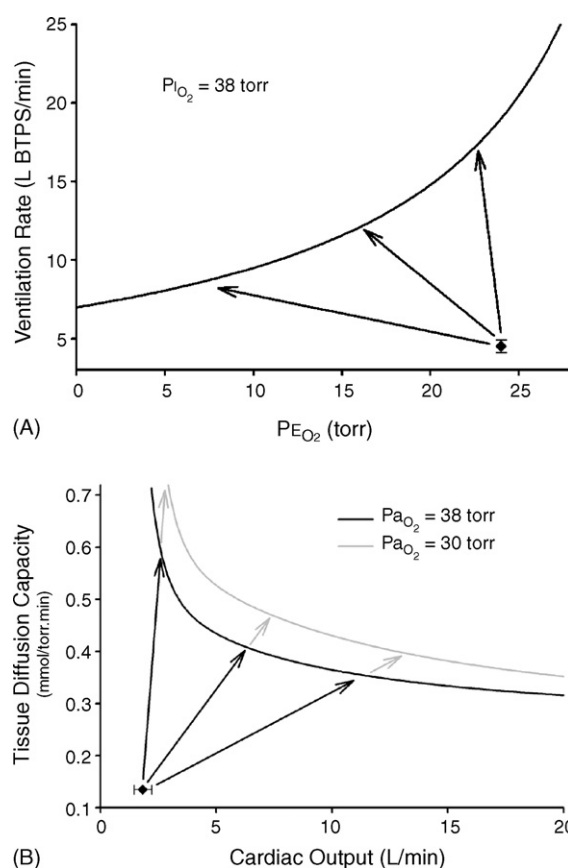 25
20
15
10
5
Ventilation Rate (L BTPS/min)
PIO₂ = 38 torr
0 5 10 15 20 25
(A)
PEO₂ (torr)
0.7
0.6
0.5
0.4
0.3
0.2
0.1
Tissue Diffusion Capacity
(mmol/torr.min)
PaO₂ = 38 torr
PaO₂ = 30 torr
0 5 10 15 20
(B)
Cardiac Output (L/min)